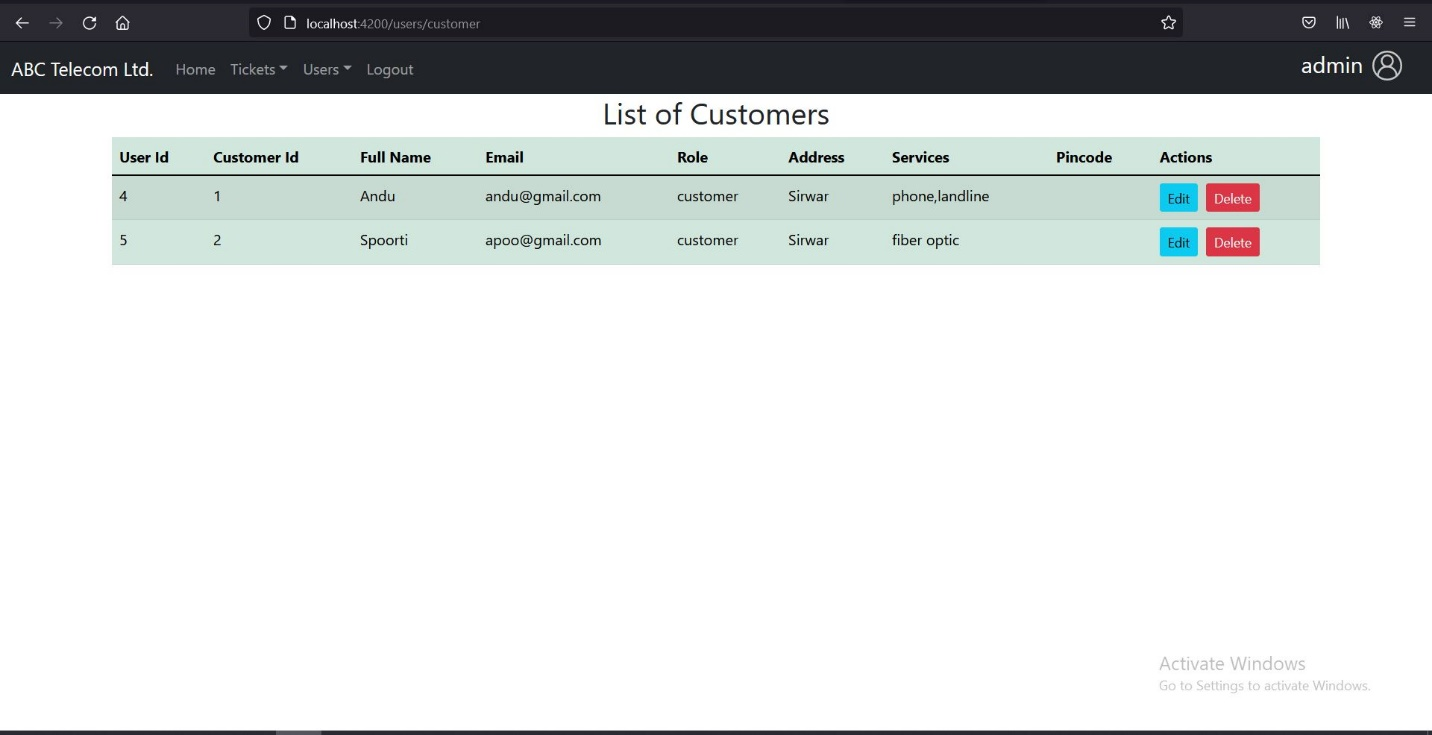 localhost:4200/users/customer
ABC Telecom Ltd. Home Tickets Users Logout admin
List of Customers
User Id Customer Id Full Name Email Role Address Services Pincode Actions
4 1 Andu andu@gmail.com customer Sirwar phone,landline Edit Delete
5 2 Spoorti apoo@gmail.com customer Sirwar fiber optic Edit Delete
Activate Windows
Go to Settings to activate Windows.